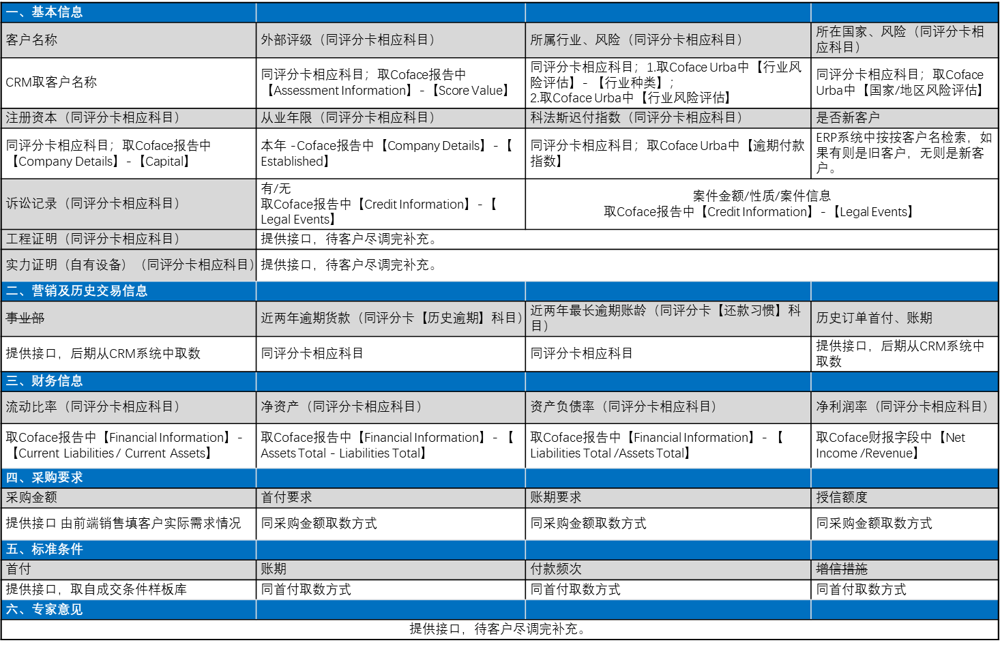 一、基本信息
客户名称
外部评级（同评分卡相应科目）
所属行业、风险（同评分卡相应科目）
所在国家、风险（同评分卡相
应科目）
CRM取客户名称
同评分卡相应科目；取Coface报告中
【Assessment Information】-【Score Value】
同评分卡相应科目；1.取Coface Urba中【行业风
险评估】- 【行业种类】；
2.取Coface Urba中【行业风险评估】
同评分卡相应科目；取Coface
Urba中【国家/地区风险评估】
注册资本（同评分卡相应科目）
从业年限（同评分卡相应科目）
科法斯迟付指数（同评分卡相应科目）
是否新客户
同评分卡相应科目；取Coface报告中
【Company Details】-【Capital】
本年 -Coface报告中【Company Details】-【
Established】
同评分卡相应科目；取Coface Urba中【逾期付款
指数】
ERP系统中按按客户名检索，如
果有则是旧客户，无则是新客
户。
诉讼记录（同评分卡相应科目）
有/无
取Coface报告中【Credit Information】-【
Legal Events】
案件金额/性质/案件信息
取Coface报告中【Credit Information】-【Legal Events】
工程证明（同评分卡相应科目）
提供接口，待客户尽调完补充。
实力证明（自有设备）（同评分卡相应科目）
提供接口，待客户尽调完补充。
二、营销及历史交易信息
事业部
近两年逾期货款（同评分卡【历史逾期】科目）
近两年最长逾期账龄（同评分卡【还款习惯】科
目）
历史订单首付、账期
提供接口，后期从CRM系统中取数
同评分卡相应科目
同评分卡相应科目
提供接口，后期从CRM系统中
取数
三、财务信息
流动比率（同评分卡相应科目）
净资产（同评分卡相应科目）
资产负债率（同评分卡相应科目）
净利润率（同评分卡相应科目）
取Coface报告中【Financial Information】-
【Current Liabilities / Current Assets】
取Coface报告中【Financial Information】- 【
Assets Total - Liabilities Total】
取Coface报告中【Financial Information】- 【
Liabilities Total /Assets Total】
取Coface财报字段中【Net
Income /Revenue】
四、采购要求
采购金额
首付要求
账期要求
授信额度
提供接口 由前端销售填客户实际需求情况
同采购金额取数方式
同采购金额取数方式
同采购金额取数方式
五、标准条件
首付
账期
付款频次
增信措施
提供接口，取自成交条件样板库
同首付取数方式
同首付取数方式
同首付取数方式
六、专家意见
提供接口，待客户尽调完补充。